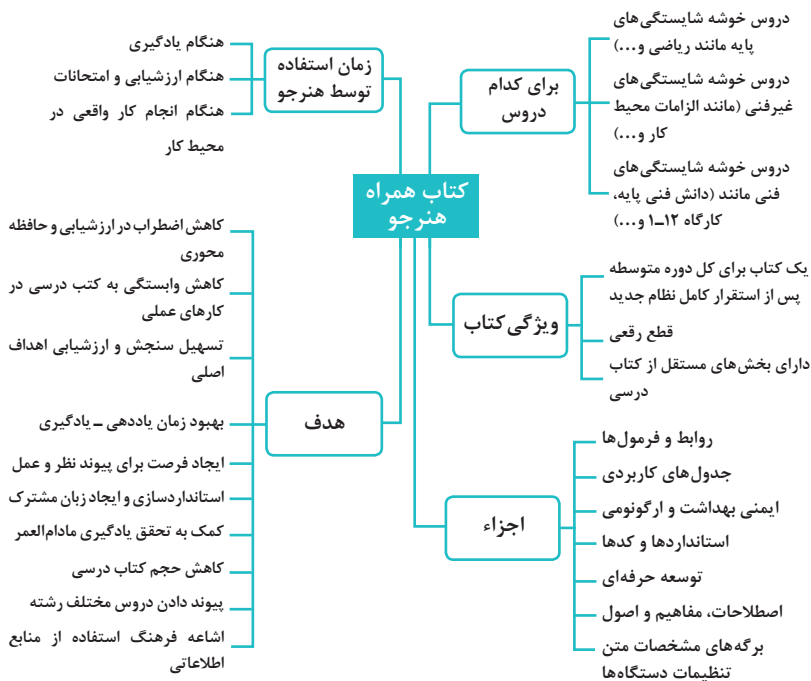 کتاب همراه
هنرجو
برای کدام
دروس
دروس خوشه شایستگی‌های
پایه مانند ریاضی و...)
دروس خوشه شایستگی‌های
غیرفنی (مانند الزامات محیط
کار و...)
دروس خوشه شایستگی‌های
فنی مانند (دانش فنی پایه،
کارگاه ۱۲ــ۱ و...)
ویژگی کتاب
یک کتاب برای کل دوره متوسطه
پس از استقرار کامل نظام جدید
قطع رقعی
دارای بخش‌های مستقل از کتاب
درسی
اجزاء
روابط و فرمول‌ها
جدول‌های کاربردی
ایمنی بهداشت و ارگونومی
استانداردها و کدها
توسعه حرفه‌ای
اصطلاحات، مفاهیم و اصول
برگه‌های مشخصات متن
تنظیمات دستگاه‌ها
زمان استفاده
توسط هنرجو
هنگام یادگیری
هنگام ارزشیابی و امتحانات
هنگام انجام کار واقعی در
محیط کار
هدف
کاهش اضطراب در ارزشیابی و حافظه
محوری
کاهش وابستگی به کتب درسی در
کارهای عملی
تسهیل سنجش و ارزشیابی اهداف
اصلی
بهبود زمان یاددهی ــ یادگیری
ایجاد فرصت برای پیوند نظر و عمل
استانداردسازی و ایجاد زبان مشترک
کمک به تحقق یادگیری مادام‌العمر
کاهش حجم کتاب درسی
پیوند دادن دروس مختلف رشته
اشاعه فرهنگ استفاده از منابع
اطلاعاتی